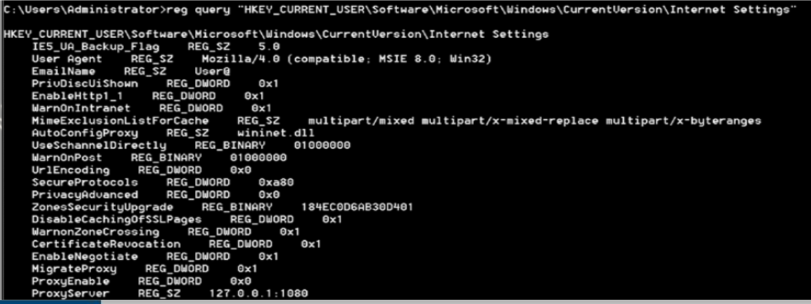 C:\Users\Administrator>reg query "HKEY_CURRENT_USER\Software\Microsoft\Windows\CurrentVersion\Internet Settings"
HKEY_CURRENT_USER\Software\Microsoft\Windows\CurrentVersion\Internet Settings
IE5_UA_Backup_Flag REG_SZ 5.0
User Agent REG_SZ Mozilla/4.0 (compatible; MSIE 8.0; Win32)
EmailName REG_SZ User@
PrivDiscUiShown REG_DWORD 0x1
EnableHttp1_1 REG_DWORD 0x1
WarnOnIntranet REG_DWORD 0x1
MimeExclusionListForCache REG_SZ multipart/mixed multipart/x-mixed-replace multipart/x-byteranges
AutoConfigProxy REG_SZ wininet.dll
UseSchannelDirectly REG_BINARY 01000000
WarnOnPost REG_BINARY 01000000
UrlEncoding REG_DWORD 0x0
SecureProtocols REG_DWORD 0xa80
PrivacyAdvanced REG_DWORD 0x0
ZonesSecurityUpgrade REG_BINARY 184EC0D6AB30D401
DisableCachingOfSSLPages REG_DWORD 0x1
WarnonZoneCrossing REG_DWORD 0x1
CertificateRevocation REG_DWORD 0x1
EnableNegotiate REG_DWORD 0x1
MigrateProxy REG_DWORD 0x1
ProxyEnable REG_DWORD 0x0
ProxyServer REG_SZ 127.0.0.1:1080